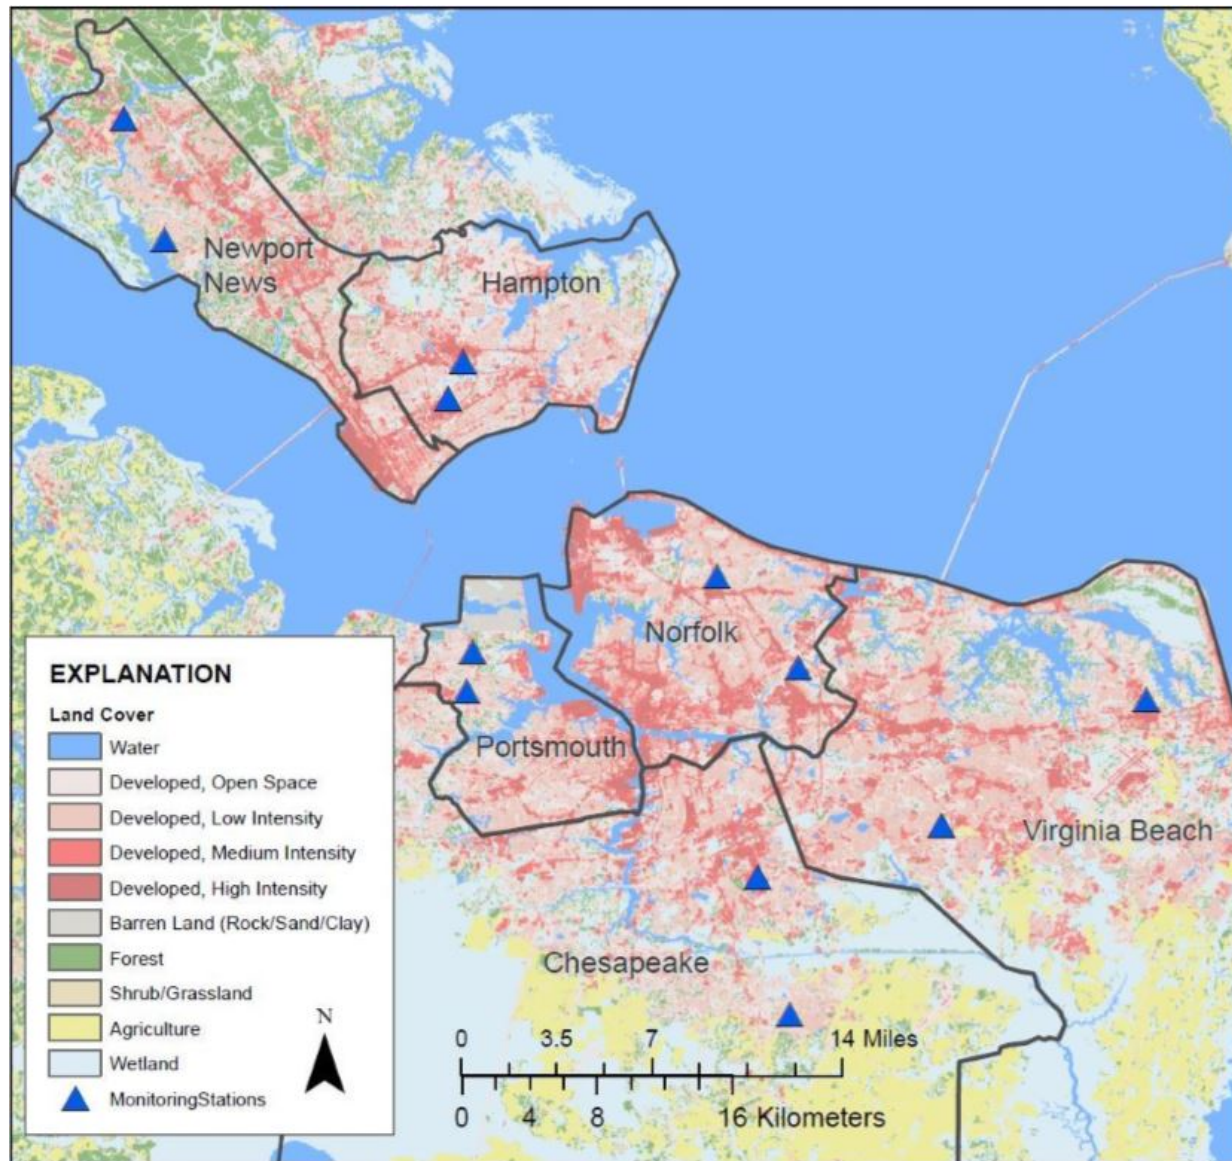 Newport
News
Hampton
Norfolk
Portsmouth
Virginia Beach
Chesapeake
EXPLANATION
Land Cover
Water
Developed, Open Space
Developed, Low Intensity
Developed, Medium Intensity
Developed, High Intensity
Barren Land (Rock/Sand/Clay)
Forest
Shrub/Grassland
Agriculture
Wetland
MonitoringStations
N
0 3.5 7 14 Miles
0 4 8 16 Kilometers